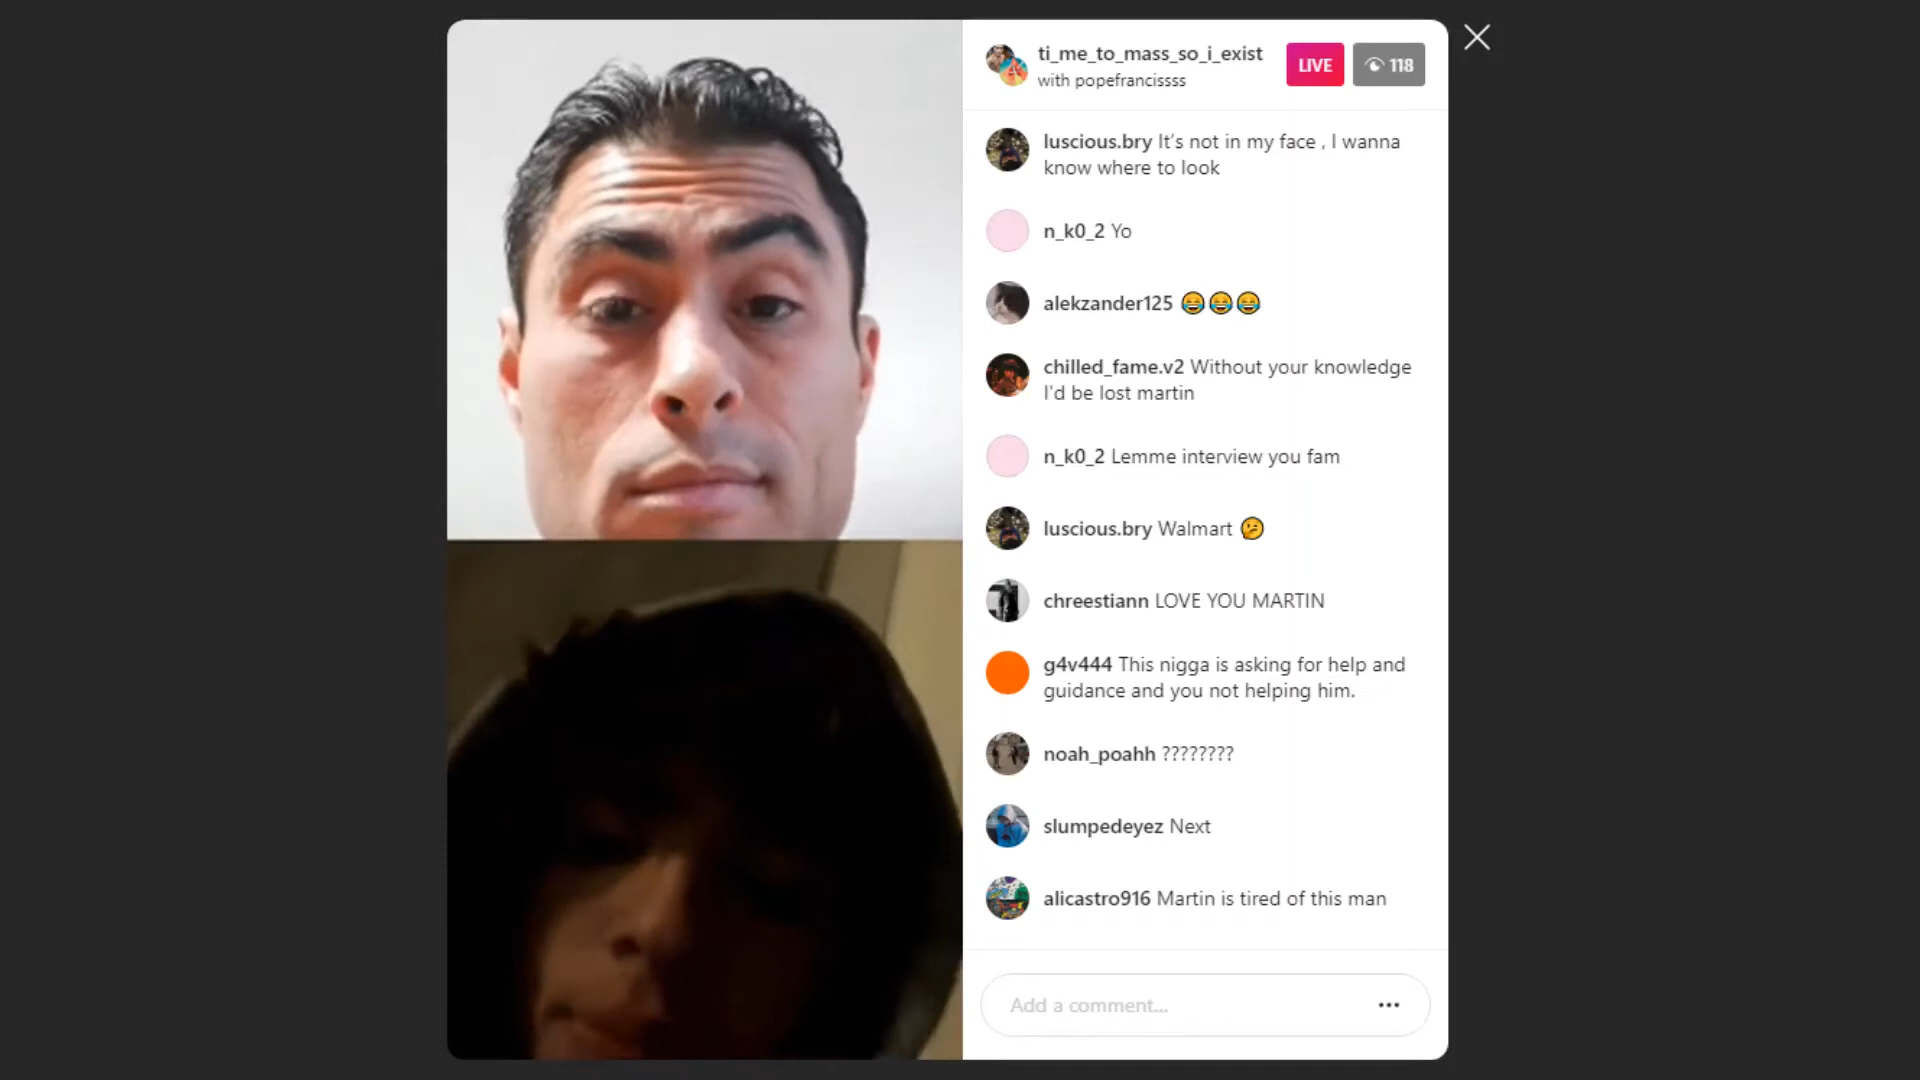 ti_me_to_mass_so_i_exist
with popefrancissss
LIVE
118
luscious.bry It's not in my face , I wanna
know where to look
n_k0_2 Yo
alekzander125 😂😂😂
chilled_fame.v2 Without your knowledge
I'd be lost martin
n_k0_2 Lemme interview you fam
luscious.bry Walmart 🤔
chreestiann LOVE YOU MARTIN
g4v444 This nigga is asking for help and
guidance and you not helping him.
noah_poahh ????????
slumpedeyez Next
alicastro916 Martin is tired of this man
Add a comment...